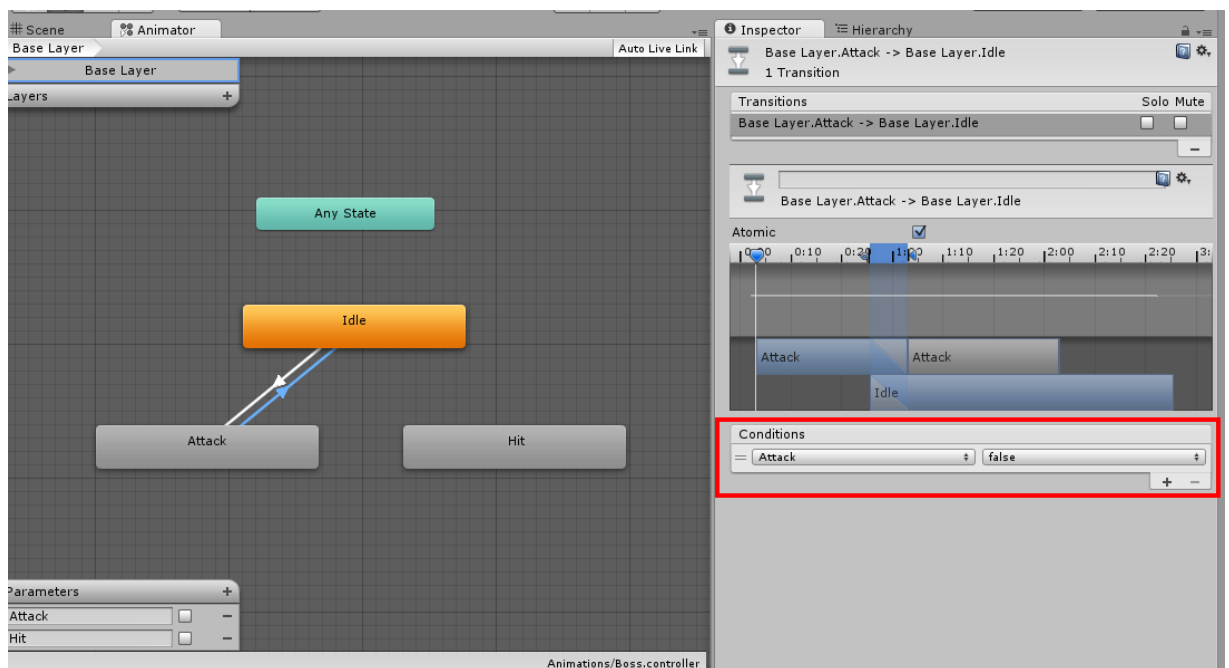 Scene
Animator
Base Layer
Auto Live Link
Base Layer
Layers
Any State
Idle
Attack
Hit
Parameters
Attack
Hit
Animations/Boss.controller
Inspector
Hierarchy
Base Layer.Attack -> Base Layer.Idle
1 Transition
Transitions Solo Mute
Base Layer.Attack -> Base Layer.Idle
Base Layer.Attack -> Base Layer.Idle
Atomic
0:10 1:10 1:20 2:00 2:10 2:20
Attack Attack
Idle
Conditions
Attack false